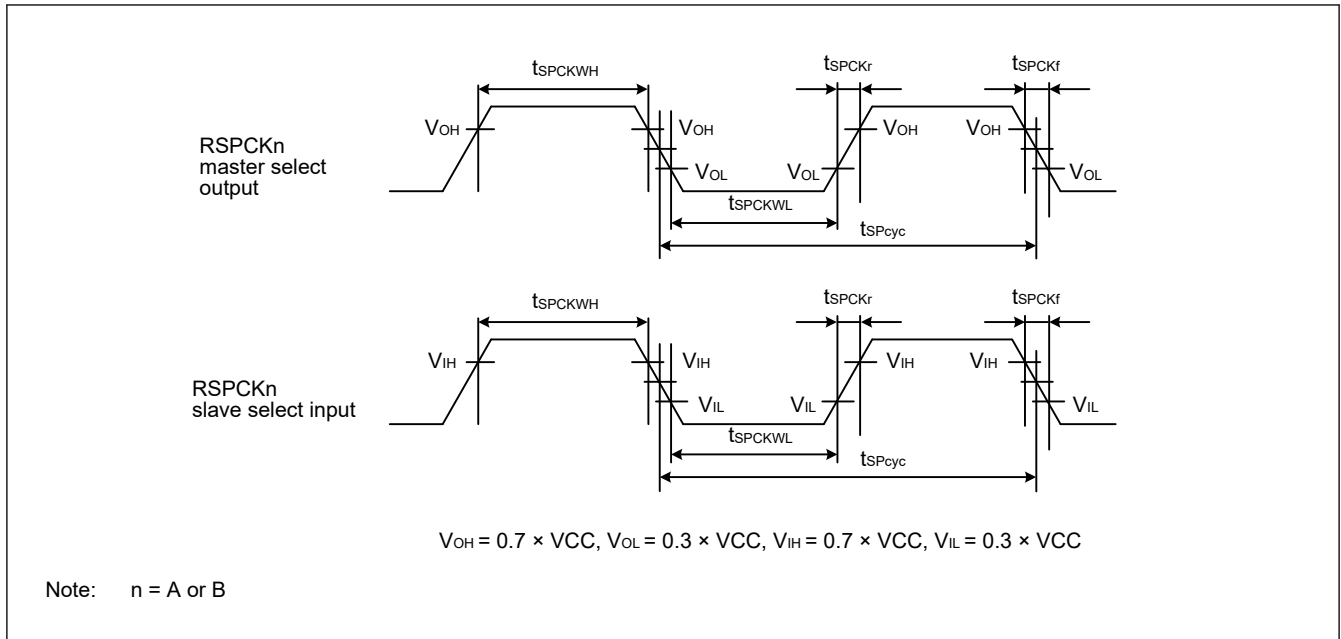 tSPCKWH
tSPCKr
tSPCKf
VOH
VOH
VOH
VOH
RSPCKn
master select
output
VOL
VOL
VOL
tSPCKWL
tSPcyc
tSPCKWH
tSPCKr
tSPCKf
VIH
VIH
VIH
VIH
RSPCKn
slave select input
VIL
VIL
VIL
tSPCKWL
tSPcyc
VOH = 0.7 × VCC, VOL = 0.3 × VCC, VIH = 0.7 × VCC, VIL = 0.3 × VCC
Note: n = A or B